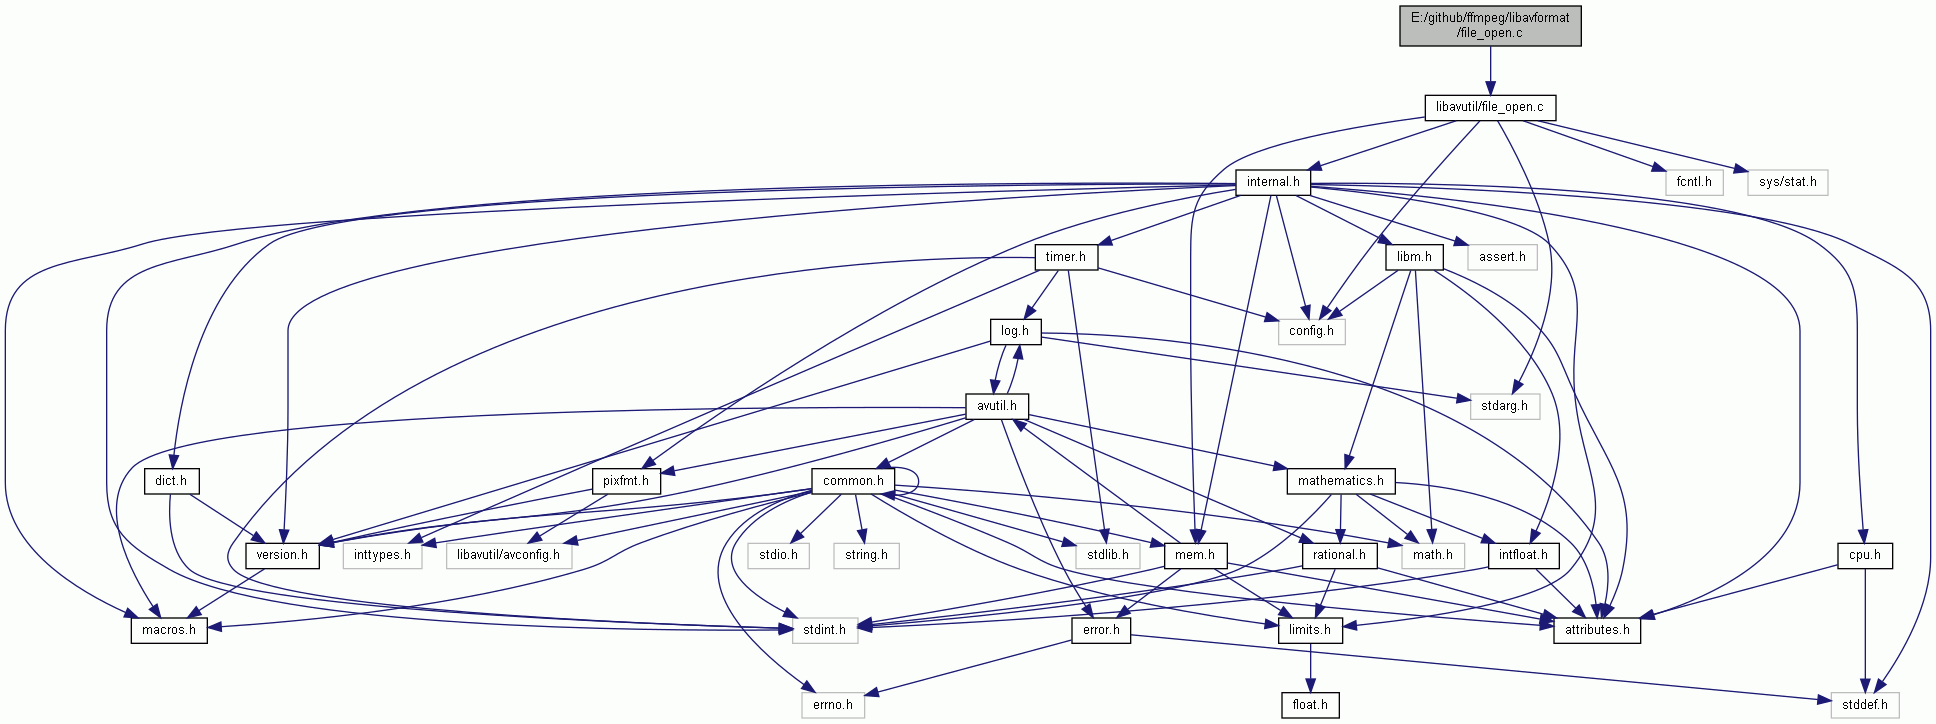 E:/github/ffmpeg/libavformat
/file_open.c
libavutil/file_open.c
internal.h
fcntl.h
sys/stat.h
timer.h
libm.h
assert.h
log.h
config.h
avutil.h
stdarg.h
dict.h
pixfmt.h
common.h
mathematics.h
version.h
inttypes.h
libavutil/avconfig.h
stdio.h
string.h
stdlib.h
mem.h
rational.h
math.h
intfloat.h
cpu.h
macros.h
stdint.h
error.h
limits.h
attributes.h
errno.h
float.h
stddef.h